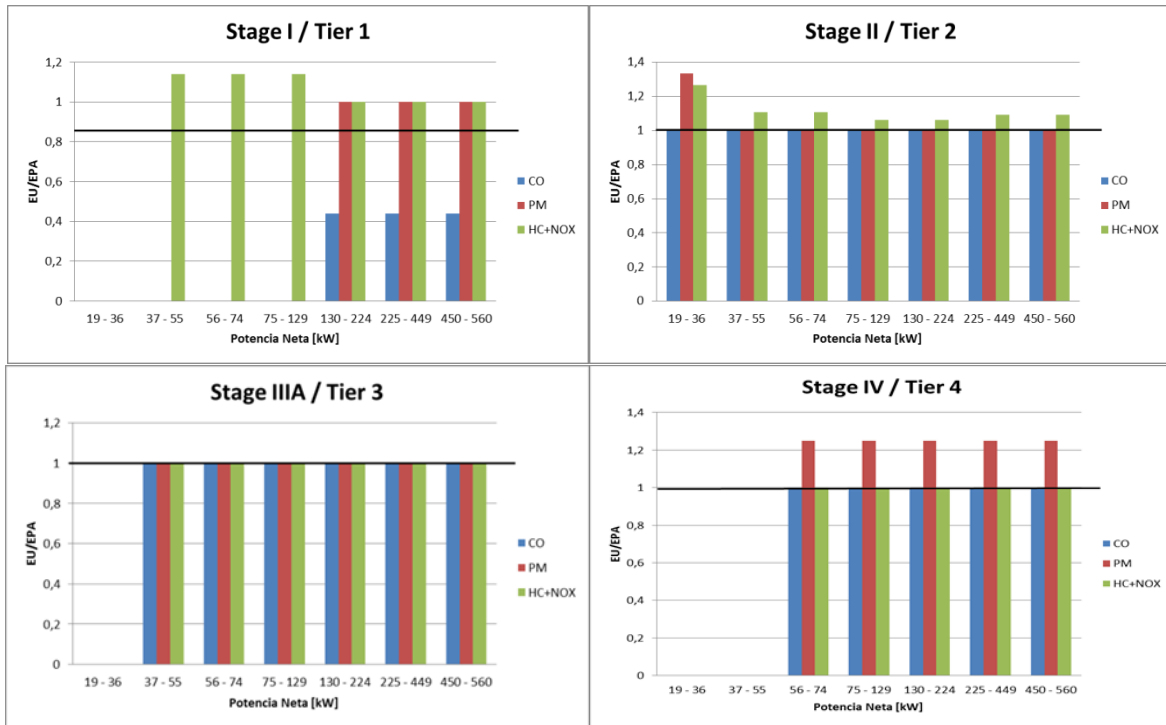 Stage I / Tier 1
1,2
1
0,8
0,6
0,4
0,2
0
EU/EPA
19 - 36 37 - 55 56 - 74 75 - 129 130 - 224 225 - 449 450 - 560
Potencia Neta [kW]
CO
PM
HC+NOX
Stage II / Tier 2
1,4
1,2
1
0,8
0,6
0,4
0,2
0
EU/EPA
19 - 36 37 - 55 56 - 74 75 - 129 130 - 224 225 - 449 450 - 560
Potencia Neta [kW]
CO
PM
HC+NOX
Stage IIIA / Tier 3
1,2
1
0,8
0,6
0,4
0,2
0
EU/EPA
19 - 36 37 - 55 56 - 74 75 - 129 130 - 224 225 - 449 450 - 560
Potencia Neta [kW]
CO
PM
HC+NOX
Stage IV / Tier 4
1,4
1,2
1
0,8
0,6
0,4
0,2
0
EU/EPA
19 - 36 37 - 55 56 - 74 75 - 129 130 - 224 225 - 449 450 - 560
Potencia Neta [kW]
CO
PM
HC+NOX